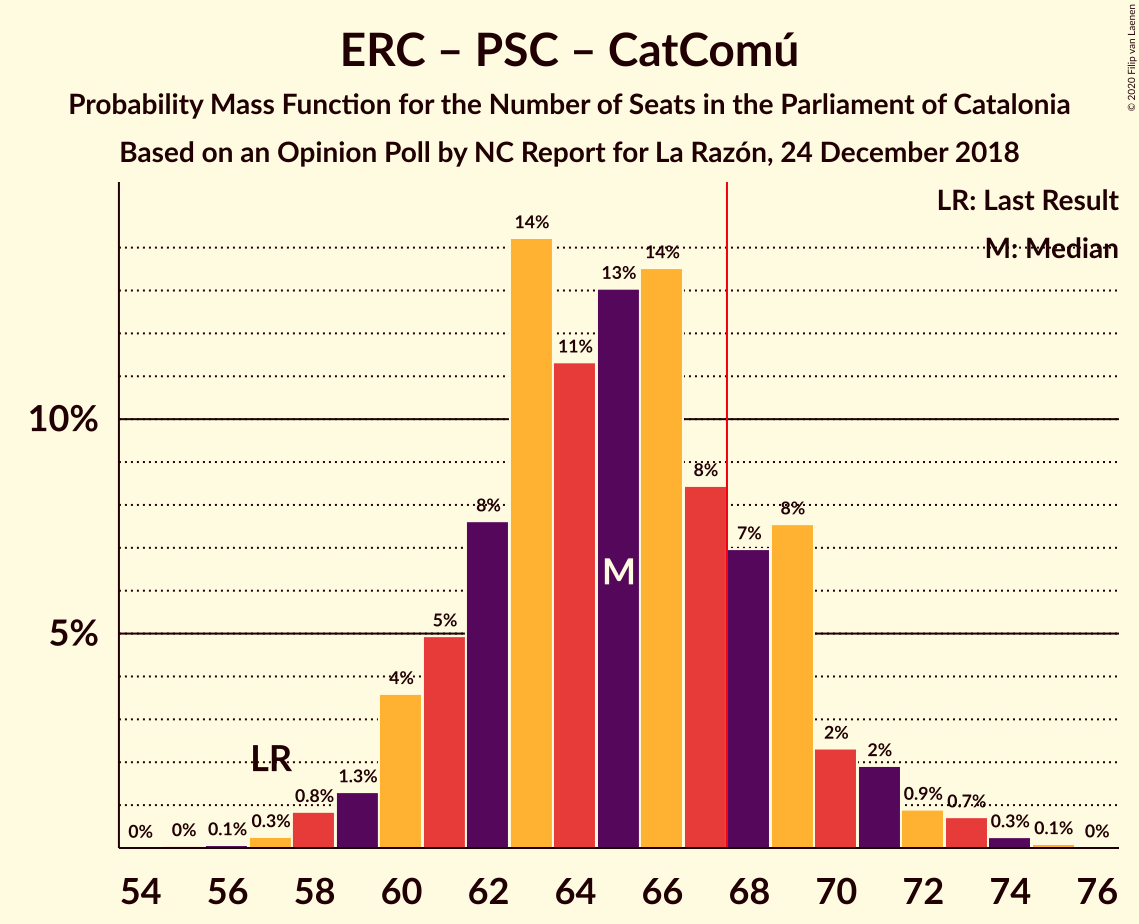 ERC – PSC – CatComú
Probability Mass Function for the Number of Seats in the Parliament of Catalonia
Based on an Opinion Poll by NC Report for La Razón, 24 December 2018
© 2020 Filip van Laenen
LR: Last Result
M: Median
10%
5%
0%
0%
0.1%
0.3%
LR
0.8%
1.3%
4%
5%
8%
14%
11%
13%
M
14%
8%
7%
8%
2%
2%
0.9%
0.7%
0.3%
0.1%
0%
54 56 58 60 62 64 66 68 70 72 74 76